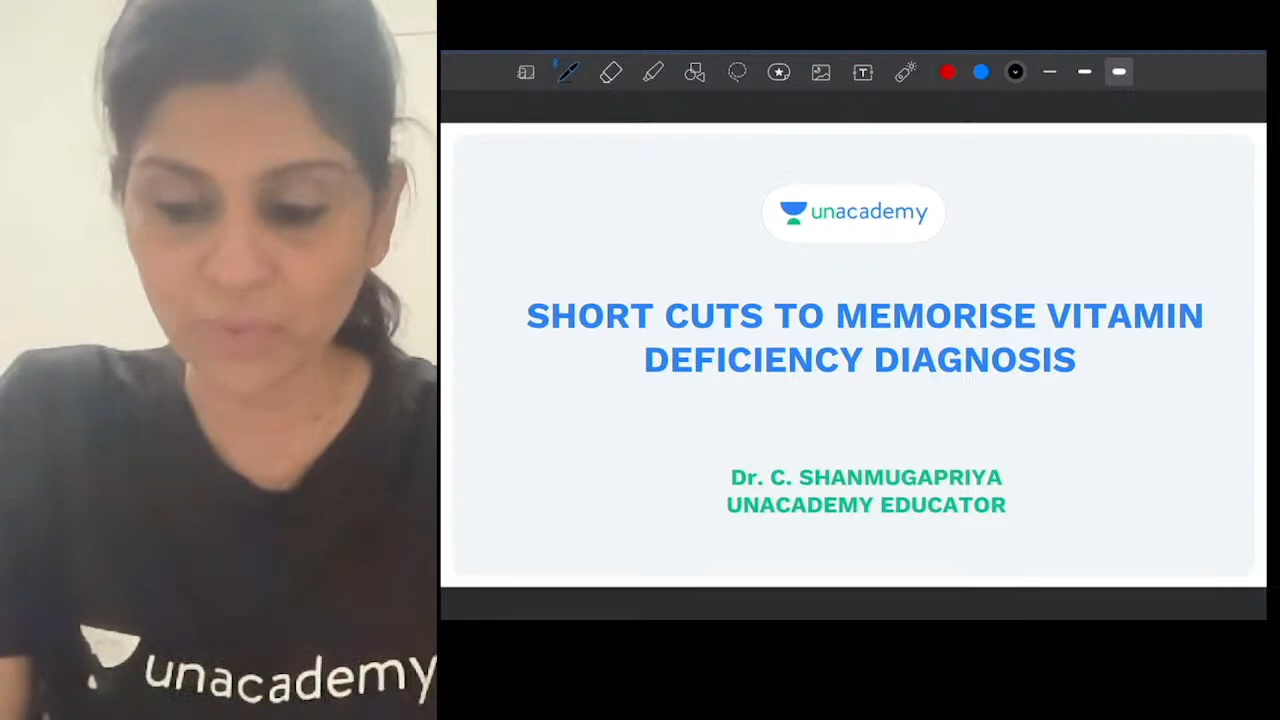 unacademy
SHORT CUTS TO MEMORISE VITAMIN
DEFICIENCY DIAGNOSIS
Dr. C. SHANMUGAPRIYA
UNACADEMY EDUCATOR
unacademy
T